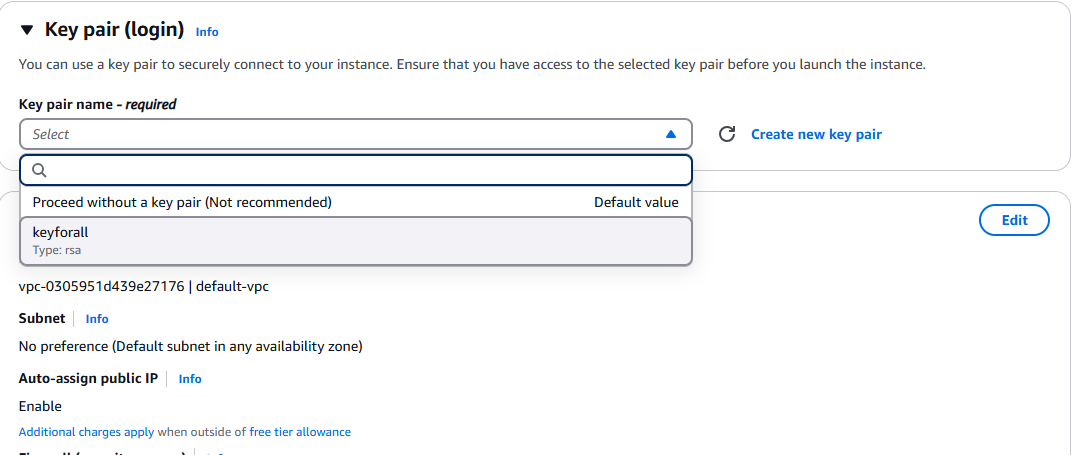 Key pair (login) Info
You can use a key pair to securely connect to your instance. Ensure that you have access to the selected key pair before you launch the instance.
Key pair name - required
Select
Create new key pair
Proceed without a key pair (Not recommended) Default value
keyforall
Type: rsa
Edit
vpc-0305951d439e27176 | default-vpc
Subnet Info
No preference (Default subnet in any availability zone)
Auto-assign public IP Info
Enable
Additional charges apply when outside of free tier allowance